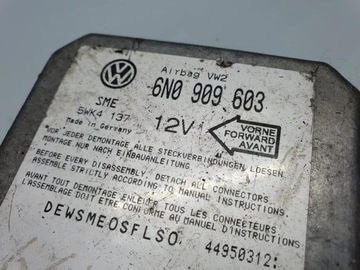 Airbag VW2
6N0 909 603
SME
5WK4 137
Made in Germany
12V
VORNE
FORWARD
AVANT
VOR JEDER DEMONTAGE ALLE STECKVERBINDUNGEN LOESEN
MONTAGE NUR NACH EINBAUANLEITUNG
BEFORE EVERY DISASSEMBLY, DETACH ALL CONNECTORS
ASSEMBLE STRICTLY ACCORDING TO MANUAL INSTRUCTIONS.
AVANT TOUT DEMONTAGE ENLEVER TOUS LES CONNECTEURS
L'ASSEMBLAGE DOIT ETRE CONFORME AU MANUEL D'INSTRUCTIONS.
DEWSMEOSFLSO
44950312